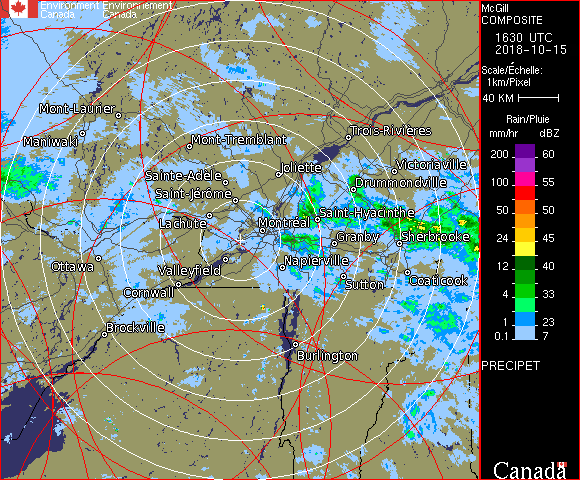 Environment Environnement
Canada Canada
McGill
COMPOSITE
1630 UTC
2018-10-15
Scale/Échelle:
1km/Pixel
40 KM
Rain/Pluie
mm/hr dBZ
200 60
100 55
50 50
24 45
12 40
4 33
1 23
0.1 7
PRECIPET
Canada
Mont-Laurier
Maniwaki
Mont-Tremblant
Trois-Rivières
Joliette
Victoriaville
Sainte-Adèle
Drummondville
Saint-Jérôme
Lachute
Saint-Hyacinthe
Montréal
Granby
Sherbrooke
Ottawa
Valleyfield
Napierville
Cornwall
Sutton
Coaticook
Brockville
Burlington